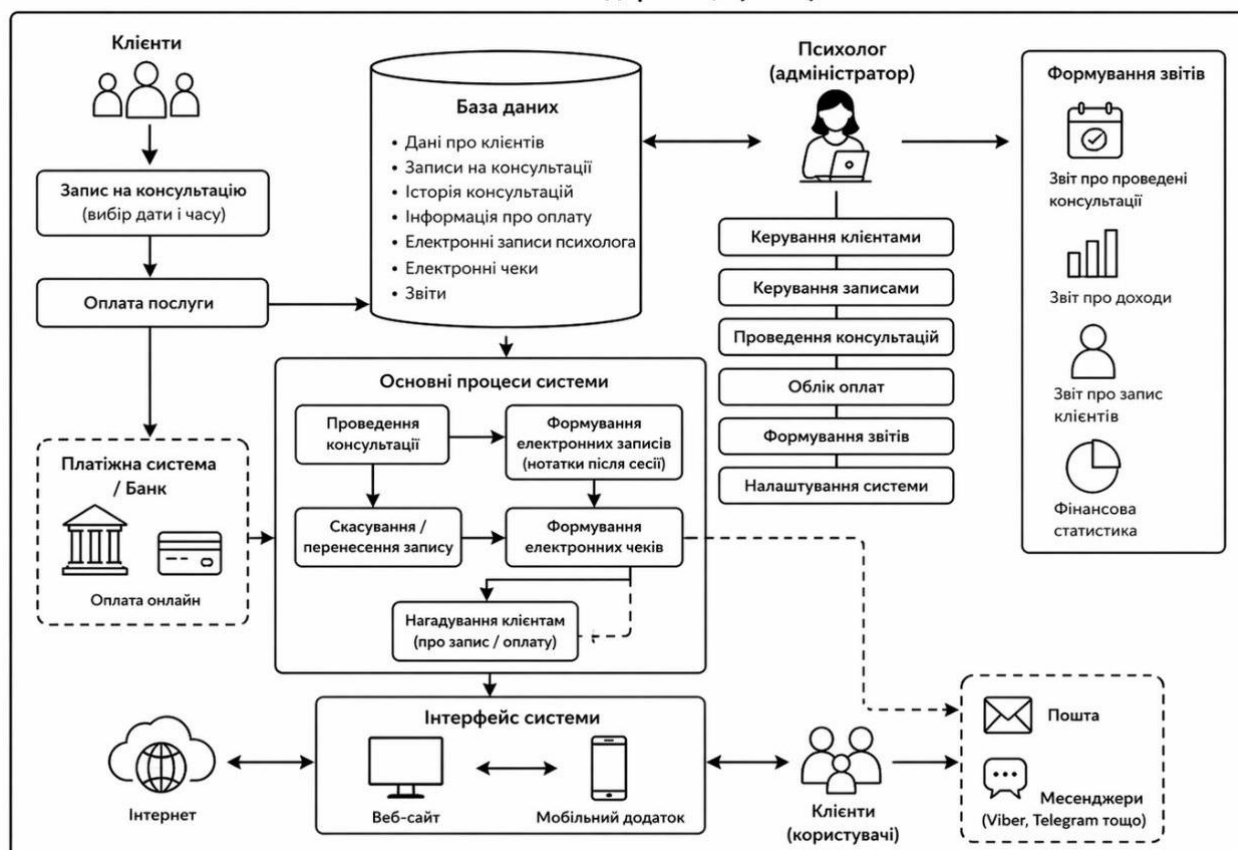 Клієнти
Запис на консультацію
(вибір дати і часу)
Оплата послуги
Платіжна система
/ Банк
Оплата онлайн
База даних
• Дані про клієнтів
• Записи на консультації
• Історія консультацій
• Інформація про оплату
• Електронні записи психолога
• Електронні чеки
• Звіти
Основні процеси системи
Проведення
консультації
Формування
електронних записів
(нотатки після сесії)
Скасування /
перенесення запису
Формування
електронних чеків
Нагадування клієнтам
(про запис / оплату)
Психолог
(адміністратор)
Керування клієнтами
Керування записами
Проведення консультацій
Облік оплат
Формування звітів
Налаштування системи
Формування звітів
Звіт про проведені
консультації
Звіт про доходи
Звіт про запис
клієнтів
Фінансова
статистика
Інтернет
Інтерфейс системи
Веб-сайт
Мобільний додаток
Клієнти
(користувачі)
Пошта
Месенджери
(Viber, Telegram тощо)